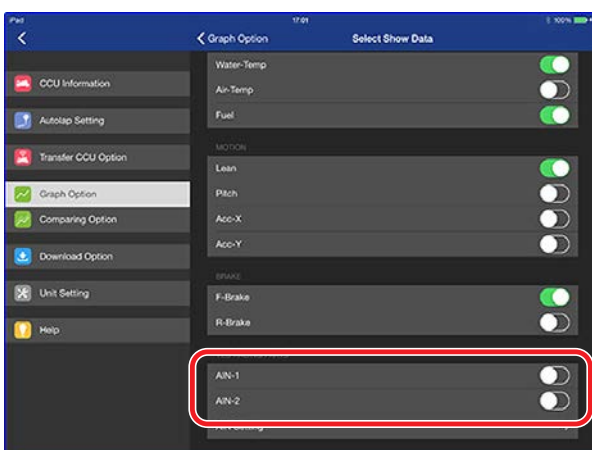 iPad 17:01 100%
Graph Option Select Show Data
Water-Temp
CCU Information
Air-Temp
Autolap Setting
Fuel
MOTION
Transfer CCU Option
Lean
Graph Option
Pitch
Comparing Option
Acc-X
Acc-Y
Download Option
BRAKE
Unit Setting
F-Brake
R-Brake
Help
AIN-1
AIN-2